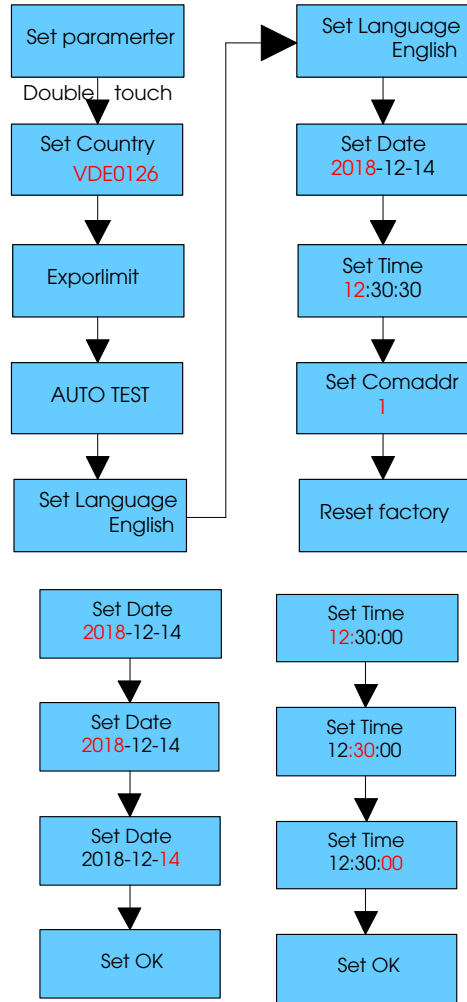 Set paramerter
Double touch
Set Country
VDE0126
Exporlimit
AUTO TEST
Set Language
English
Set Language
English
Set Date
2018-12-14
Set Time
12:30:30
Set Comaddr
1
Reset factory
Set Date
2018-12-14
Set Date
2018-12-14
Set Date
2018-12-14
Set OK
Set Time
12:30:00
Set Time
12:30:00
Set Time
12:30:00
Set OK